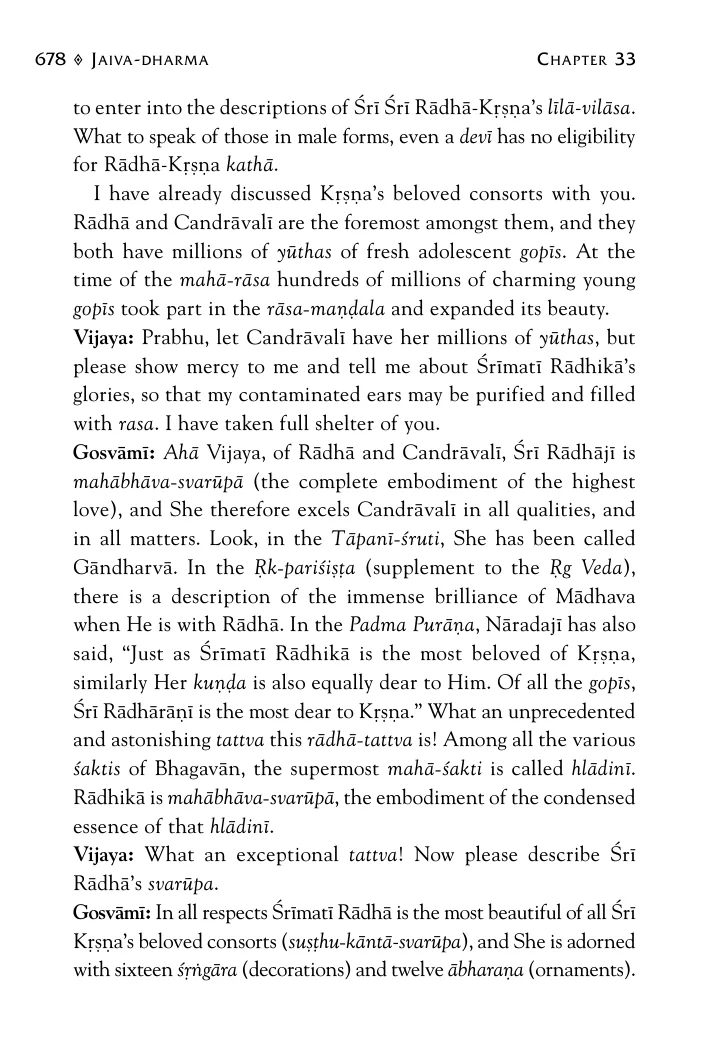 678 ◈ JAIVA-DHARMA CHAPTER 33
to enter into the descriptions of Śrī Śrī Rādhā-Kṛṣṇa’s līlā-vilāsa.
What to speak of those in male forms, even a devī has no eligibility
for Rādhā-Kṛṣṇa kathā.
I have already discussed Kṛṣṇa’s beloved consorts with you.
Rādhā and Candrāvalī are the foremost amongst them, and they
both have millions of yūthas of fresh adolescent gopīs. At the
time of the mahā-rāsa hundreds of millions of charming young
gopīs took part in the rāsa-maṇḍala and expanded its beauty.
Vijaya: Prabhu, let Candrāvalī have her millions of yūthas, but
please show mercy to me and tell me about Śrīmatī Rādhikā’s
glories, so that my contaminated ears may be purified and filled
with rasa. I have taken full shelter of you.
Gosvāmī: Ahā Vijaya, of Rādhā and Candrāvalī, Śrī Rādhājī is
mahābhāva-svarūpā (the complete embodiment of the highest
love), and She therefore excels Candrāvalī in all qualities, and
in all matters. Look, in the Tāpanī-śruti, She has been called
Gāndharvā. In the Ṛk-pariśiṣṭa (supplement to the Ṛg Veda),
there is a description of the immense brilliance of Mādhava
when He is with Rādhā. In the Padma Purāṇa, Nāradajī has also
said, “Just as Śrīmatī Rādhikā is the most beloved of Kṛṣṇa,
similarly Her kuṇḍa is also equally dear to Him. Of all the gopīs,
Śrī Rādhārāṇī is the most dear to Kṛṣṇa.” What an unprecedented
and astonishing tattva this rādhā-tattva is! Among all the various
śaktis of Bhagavān, the supermost mahā-śakti is called hlādinī.
Rādhikā is mahābhāva-svarūpā, the embodiment of the condensed
essence of that hlādinī.
Vijaya: What an exceptional tattva! Now please describe Śrī
Rādhā’s svarūpa.
Gosvāmī: In all respects Śrīmatī Rādhā is the most beautiful of all Śrī
Kṛṣṇa’s beloved consorts (suṣṭhu-kāntā-svarūpa), and She is adorned
with sixteen śṛṅgāra (decorations) and twelve ābharaṇa (ornaments).